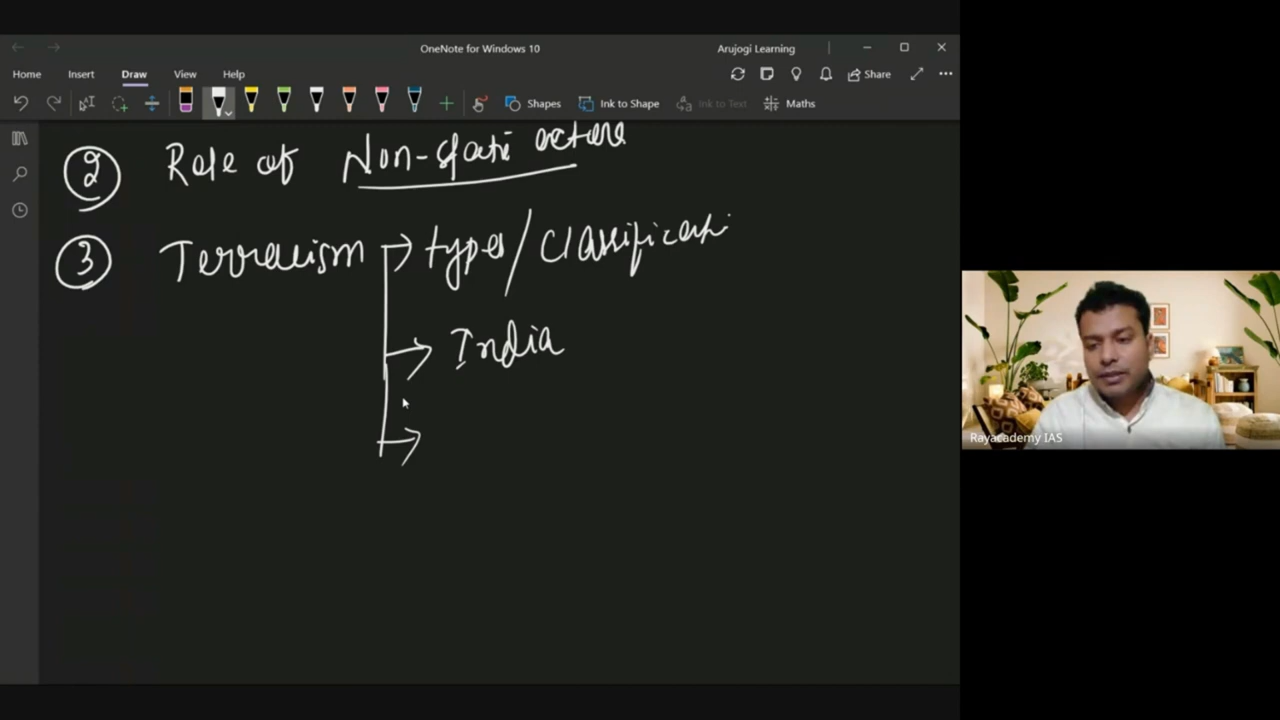 OneNote for Windows 10
Arujogi Learning
Home Insert Draw View Help
Share
Shapes Ink to Shape Ink to Text Maths
2 Role of Non-state actors
3 Terrorism → types/Classificati
→ India
→
Rayacademy IAS